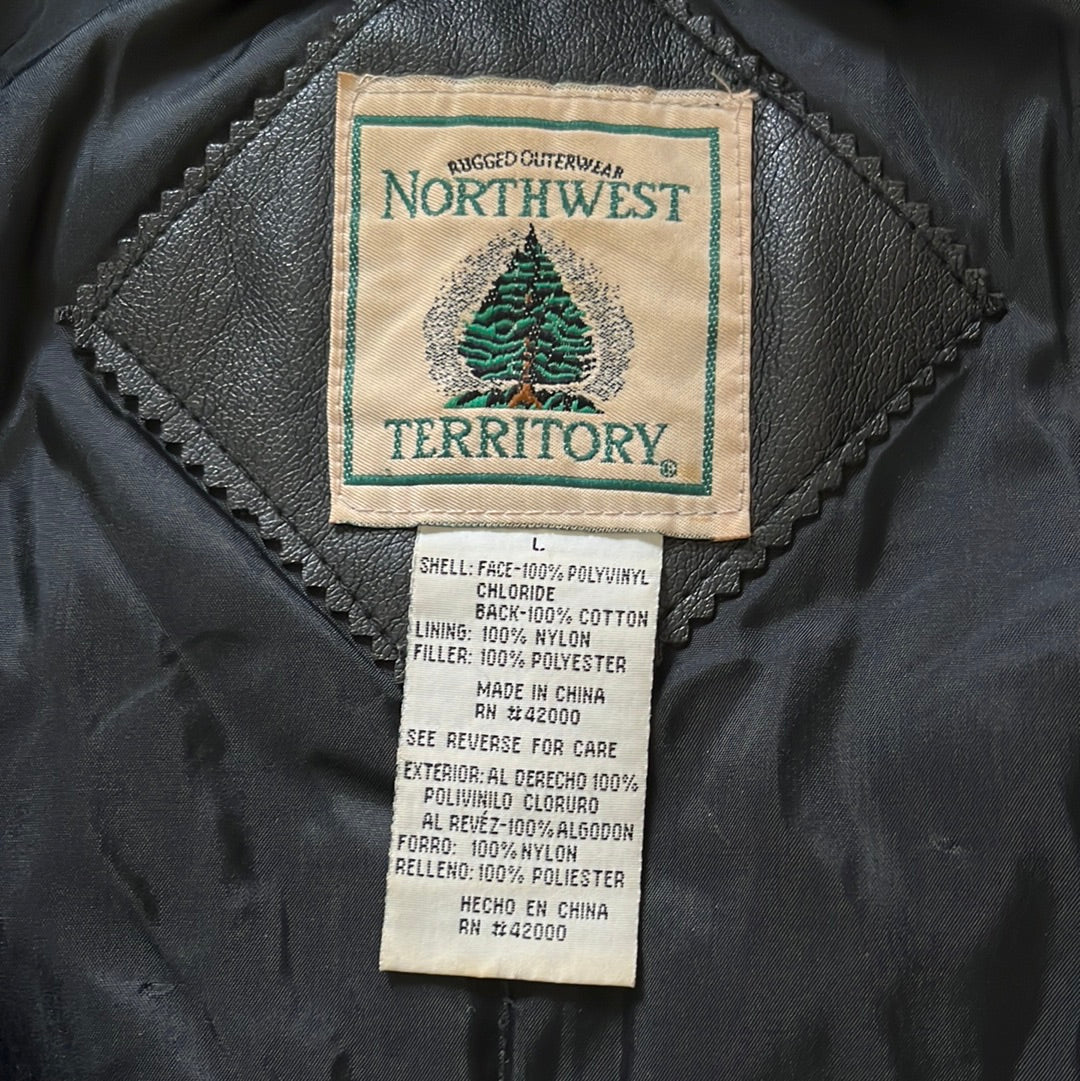 RUGGED OUTERWEAR
NORTHWEST
TERRITORY®
L
SHELL: FACE-100% POLYVINYL
CHLORIDE
BACK-100% COTTON
LINING: 100% NYLON
FILLER: 100% POLYESTER
MADE IN CHINA
RN #42000
SEE REVERSE FOR CARE
EXTERIOR: AL DERECHO 100%
POLIVINILO CLORURO
AL REVÉZ-100% ALGODON
FORRO: 100% NYLON
RELLENO: 100% POLIESTER
HECHO EN CHINA
RN #42000